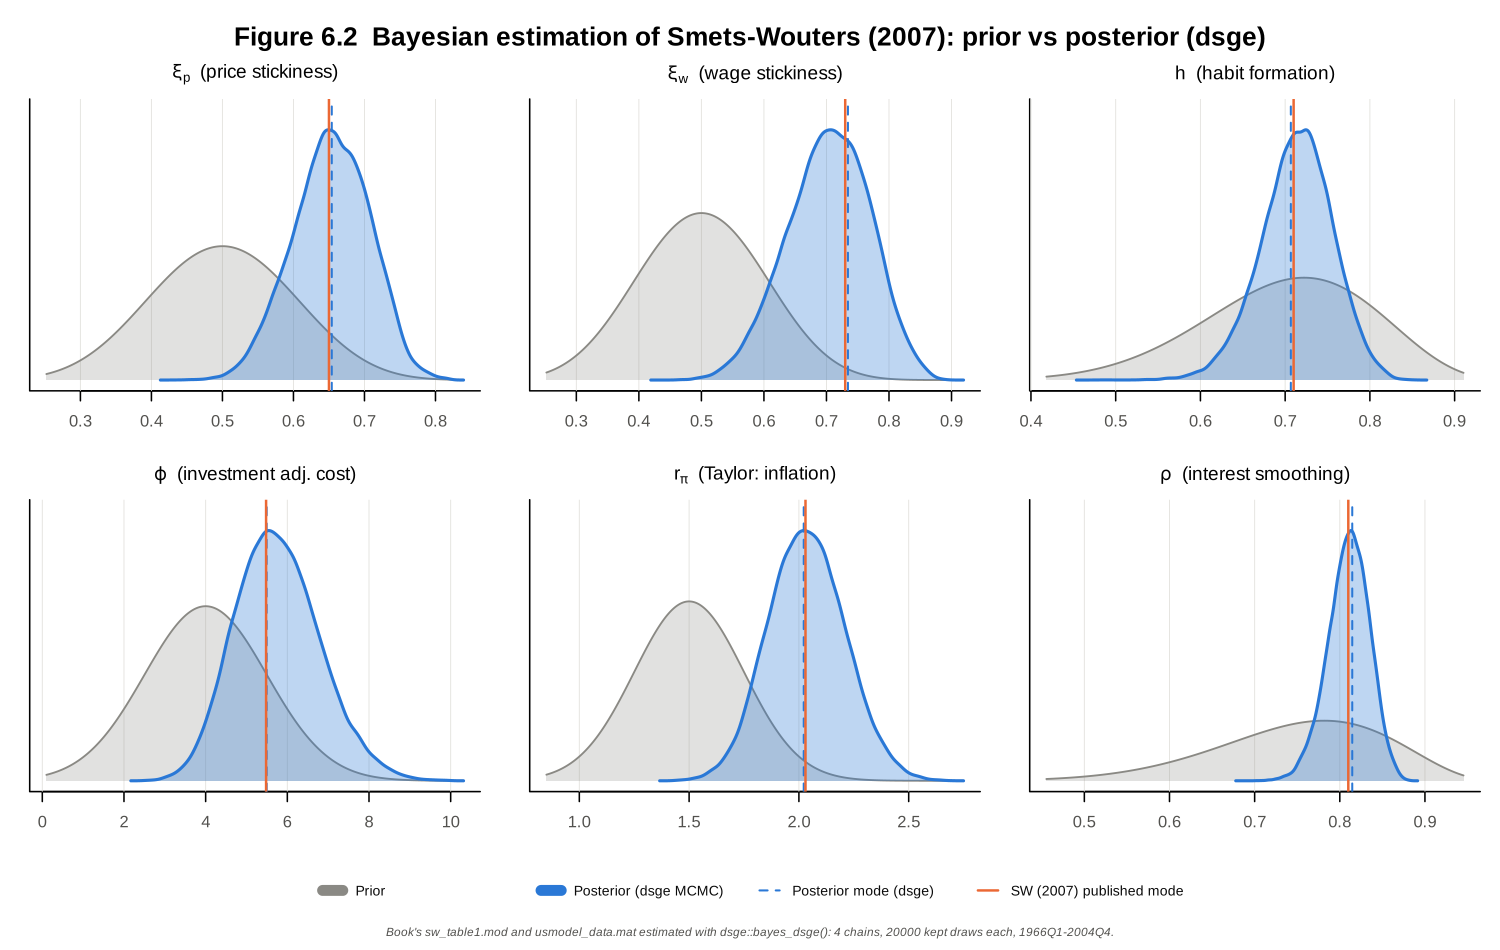 Figure 6.2  Bayesian estimation of Smets-Wouters (2007): prior vs posterior (dsge)
ξp (price stickiness)
ξw (wage stickiness)
h (habit formation)
0.3 0.4 0.5 0.6 0.7 0.8
0.3 0.4 0.5 0.6 0.7 0.8 0.9
0.4 0.5 0.6 0.7 0.8 0.9
ϕ (investment adj. cost)
rπ (Taylor: inflation)
ρ (interest smoothing)
0 2 4 6 8 10
1.0 1.5 2.0 2.5
0.5 0.6 0.7 0.8 0.9
Prior Posterior (dsge MCMC) Posterior mode (dsge) SW (2007) published mode
Book's sw_table1.mod and usmodel_data.mat estimated with dsge::bayes_dsge(): 4 chains, 20000 kept draws each, 1966Q1-2004Q4.